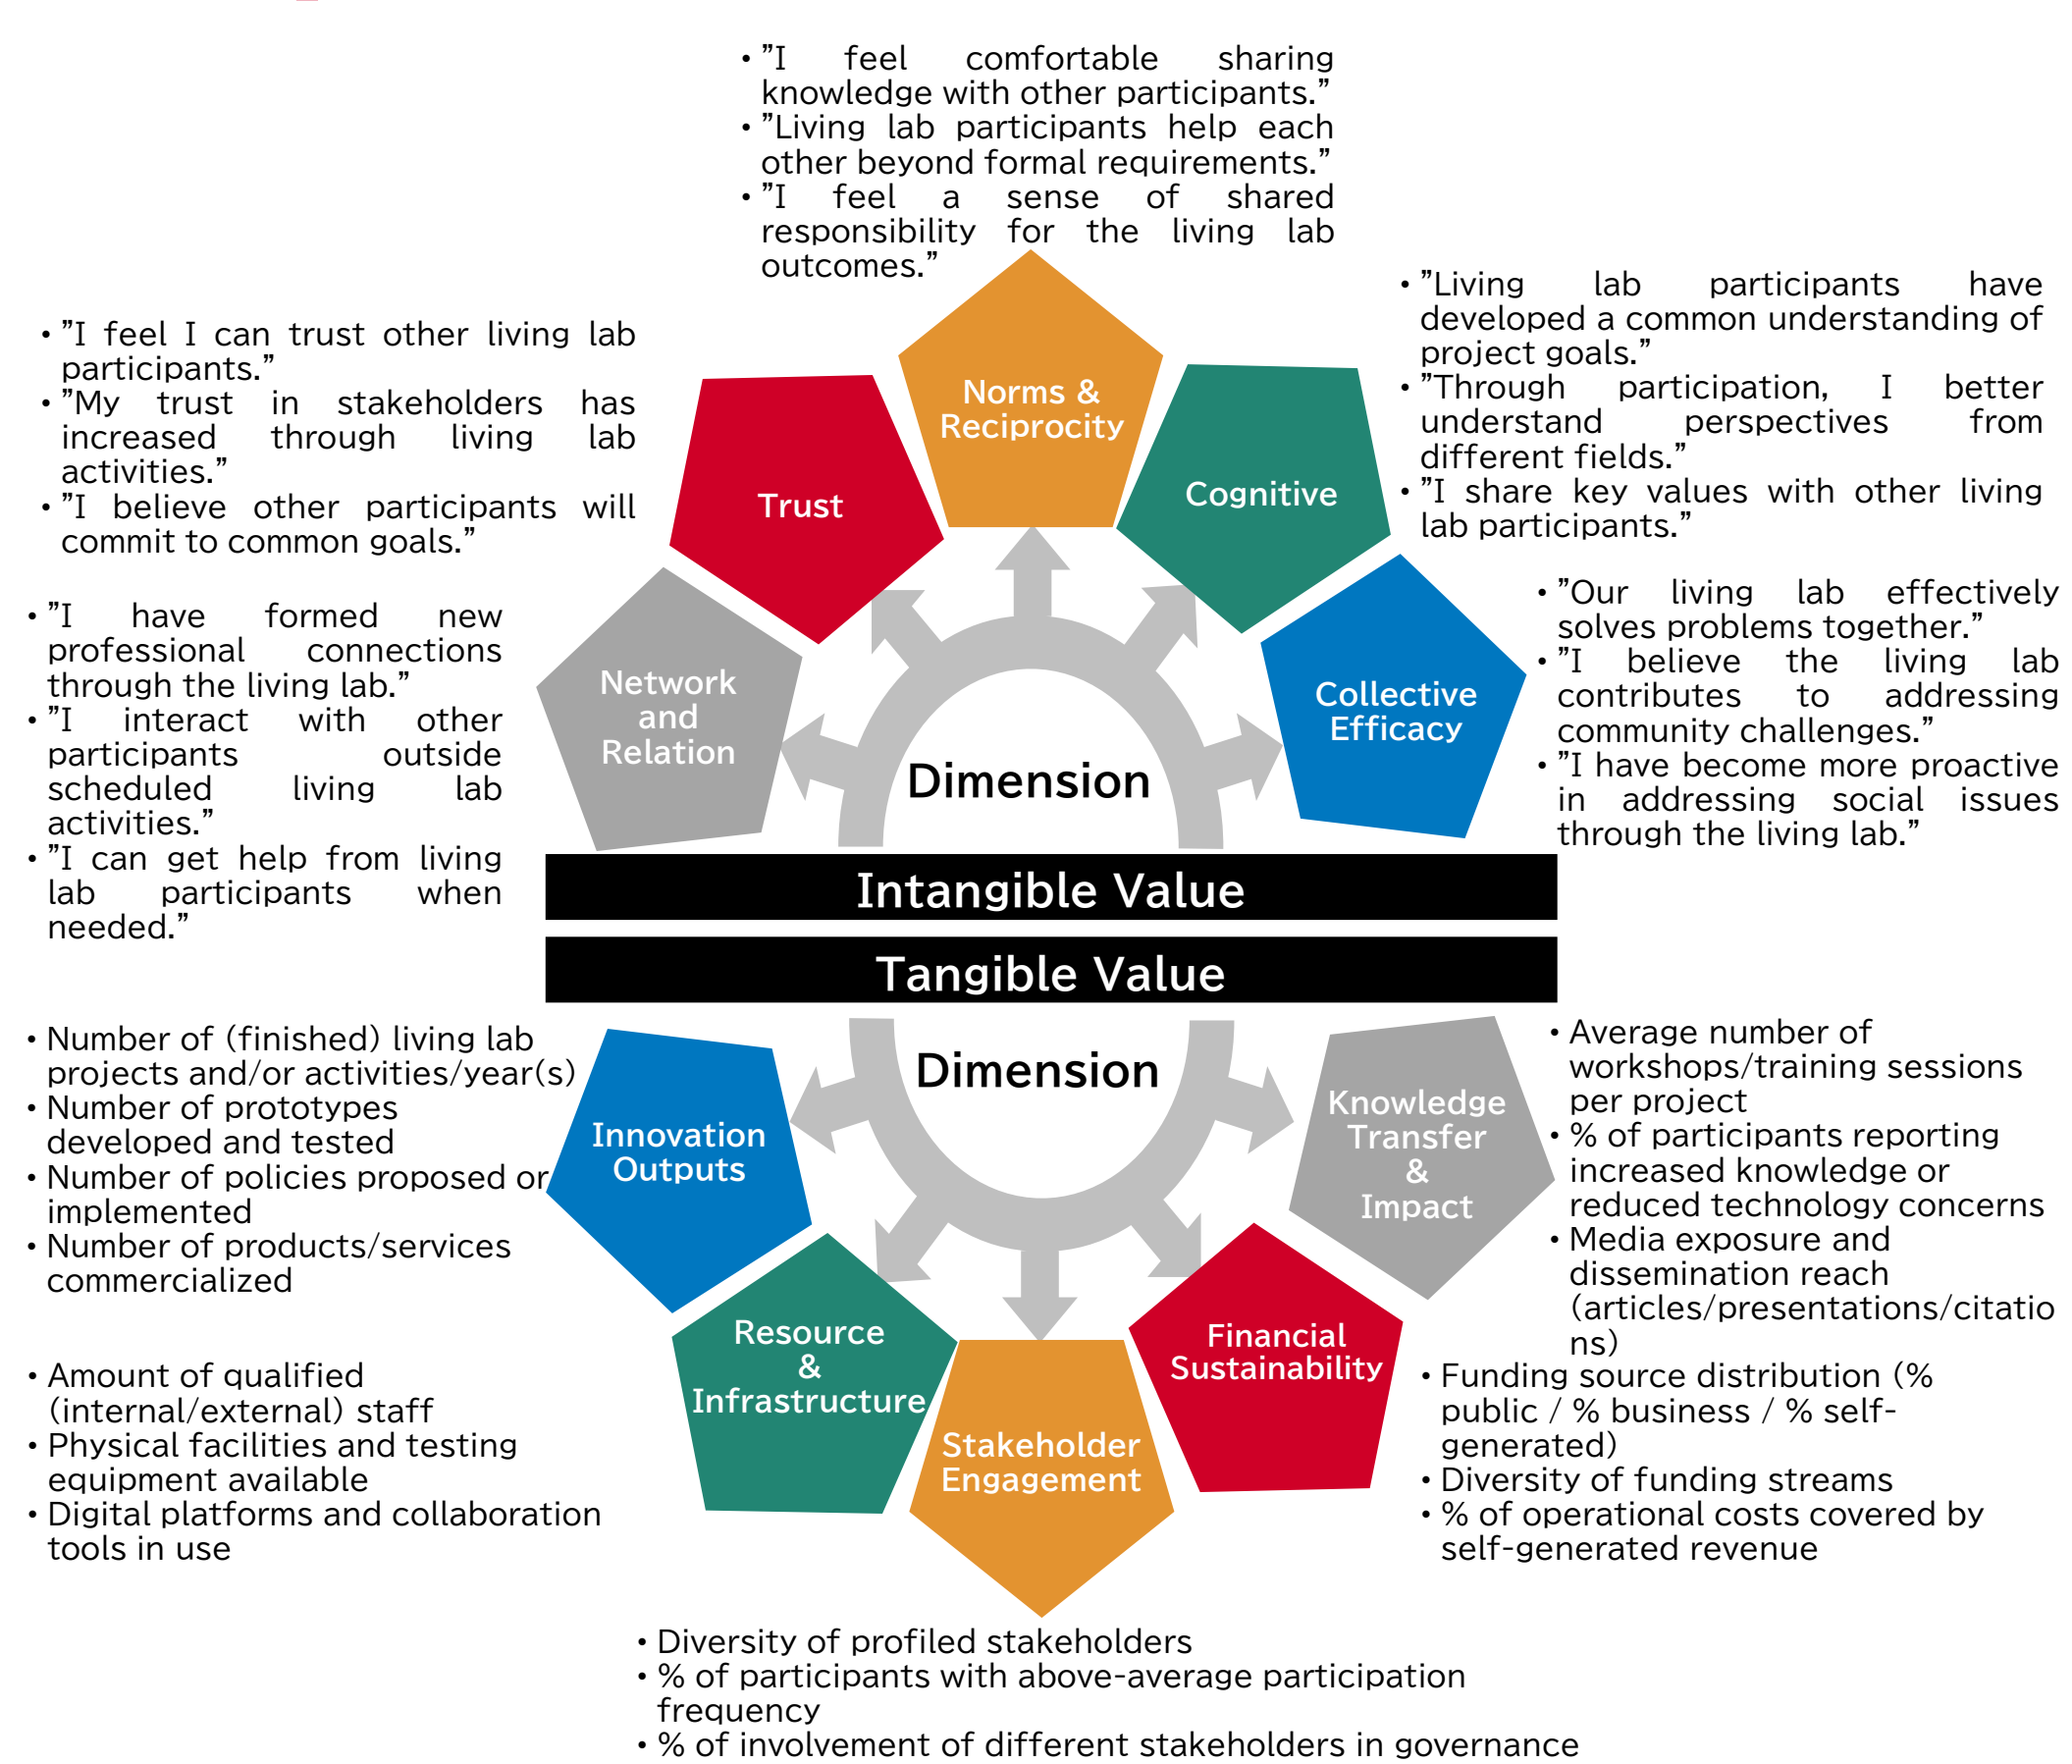 • ”I feel comfortable sharing
knowledge with other participants.”
• ”Living lab participants help each
other beyond formal requirements.”
• ”I feel a sense of shared
responsibility for the living lab
outcomes.”
• ”I feel I can trust other living lab
participants.”
• ”My trust in stakeholders has
increased through living lab
activities.”
• ”I believe other participants will
commit to common goals.”
• ”Living lab participants have
developed a common understanding of
project goals.”
• ”Through participation, I better
understand perspectives from
different fields.”
• ”I share key values with other living
lab participants.”
Norms &
Reciprocity
Trust
Cognitive
• ”I have formed new
professional connections
through the living lab.”
• ”I interact with other
participants outside
scheduled living lab
activities.”
• ”I can get help from living
lab participants when
needed.”
Network
and
Relation
Collective
Efficacy
• ”Our living lab effectively
solves problems together.”
• ”I believe the living lab
contributes to addressing
community challenges.”
• ”I have become more proactive
in addressing social issues
through the living lab.”
Dimension
Intangible Value
Tangible Value
Dimension
• Number of (finished) living lab
projects and/or activities/year(s)
• Number of prototypes
developed and tested
• Number of policies proposed or
implemented
• Number of products/services
commercialized
Innovation
Outputs
Knowledge
Transfer
&
Impact
• Average number of
workshops/training sessions
per project
• % of participants reporting
increased knowledge or
reduced technology concerns
• Media exposure and
dissemination reach
(articles/presentations/citatio
ns)
• Amount of qualified
(internal/external) staff
• Physical facilities and testing
equipment available
• Digital platforms and collaboration
tools in use
Resource
&
Infrastructure
Stakeholder
Engagement
Financial
Sustainability
• Funding source distribution (%
public / % business / % self-
generated)
• Diversity of funding streams
• % of operational costs covered by
self-generated revenue
• Diversity of profiled stakeholders
• % of participants with above-average participation
frequency
• % of involvement of different stakeholders in governance